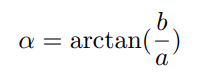 α = arctan(b/a)